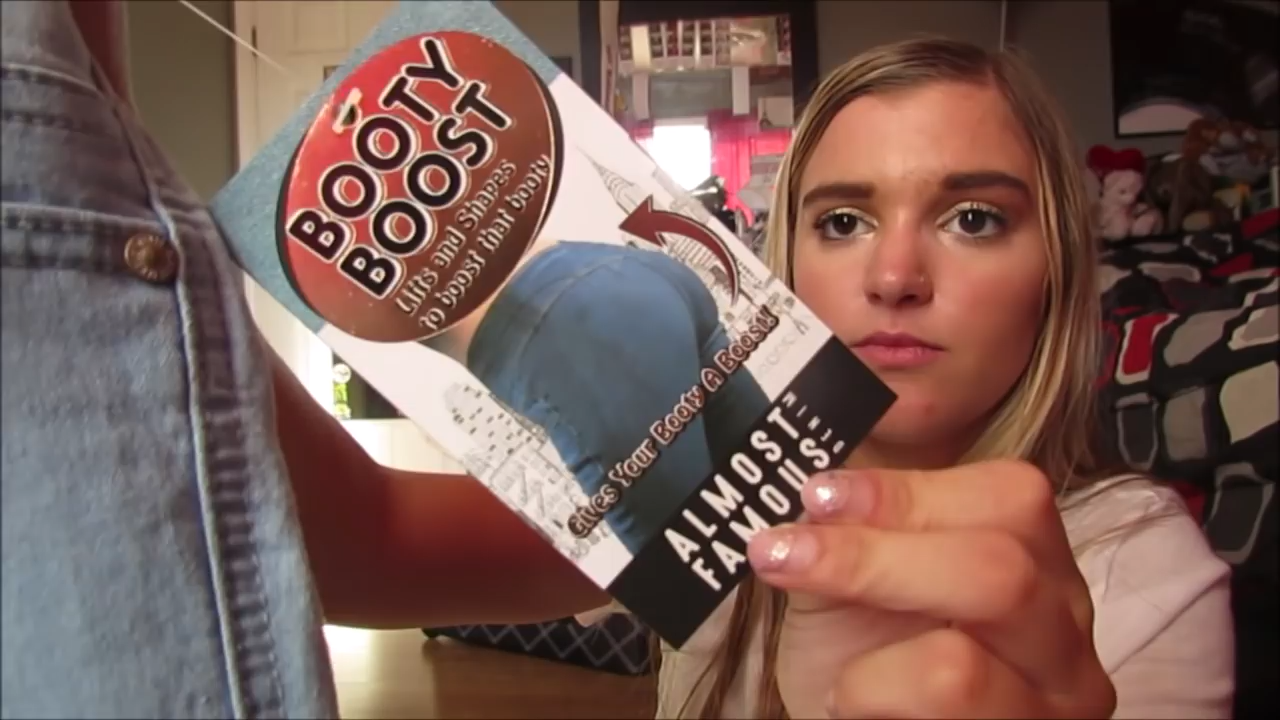 BOOTY
BOOST
Lifts and Shapes
to boost that booty
Gives Your Booty A Boost!
ALMOST
FAMOUS